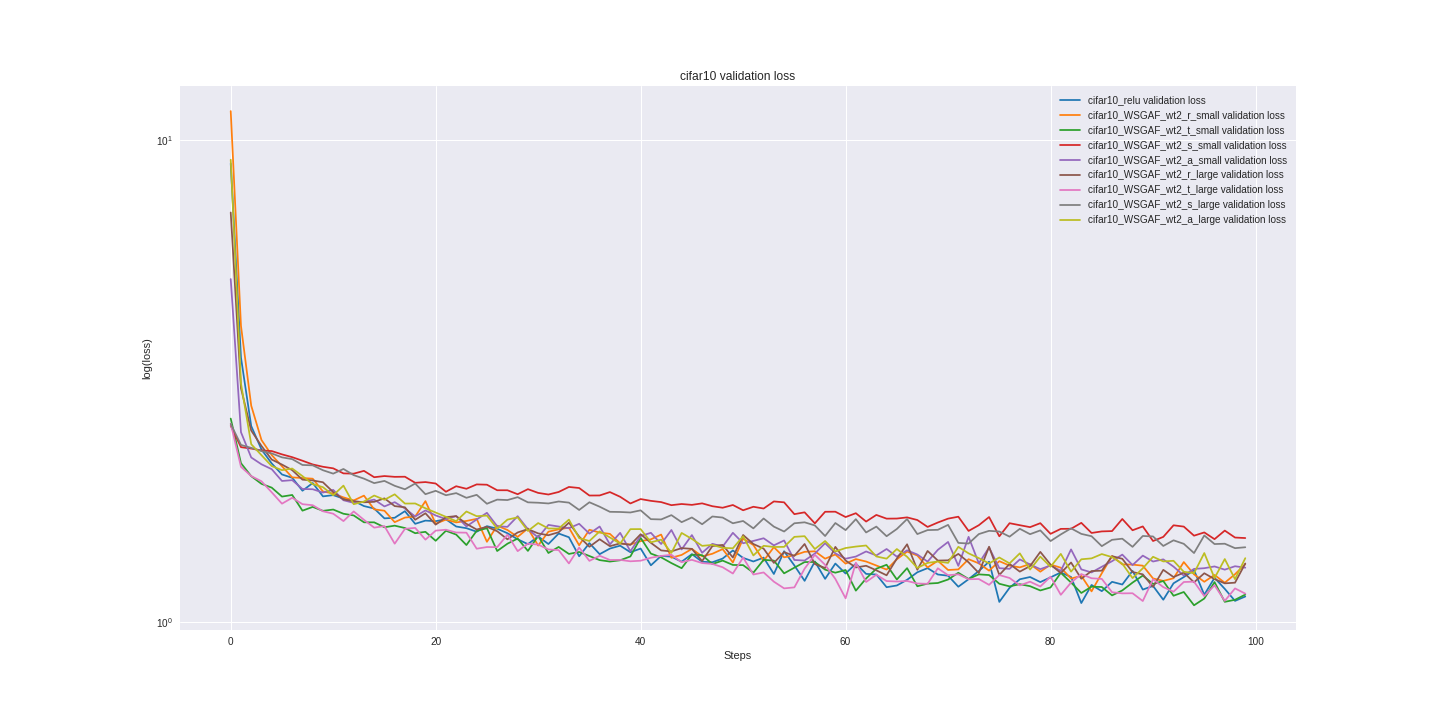 cifar10 validation loss
cifar10_relu validation loss
cifar10_WSGAF_wt2_r_small validation loss
cifar10_WSGAF_wt2_t_small validation loss
cifar10_WSGAF_wt2_s_small validation loss
cifar10_WSGAF_wt2_a_small validation loss
cifar10_WSGAF_wt2_r_large validation loss
cifar10_WSGAF_wt2_t_large validation loss
cifar10_WSGAF_wt2_s_large validation loss
cifar10_WSGAF_wt2_a_large validation loss
10¹
log(loss)
10⁰
0 20 40 60 80 100
Steps